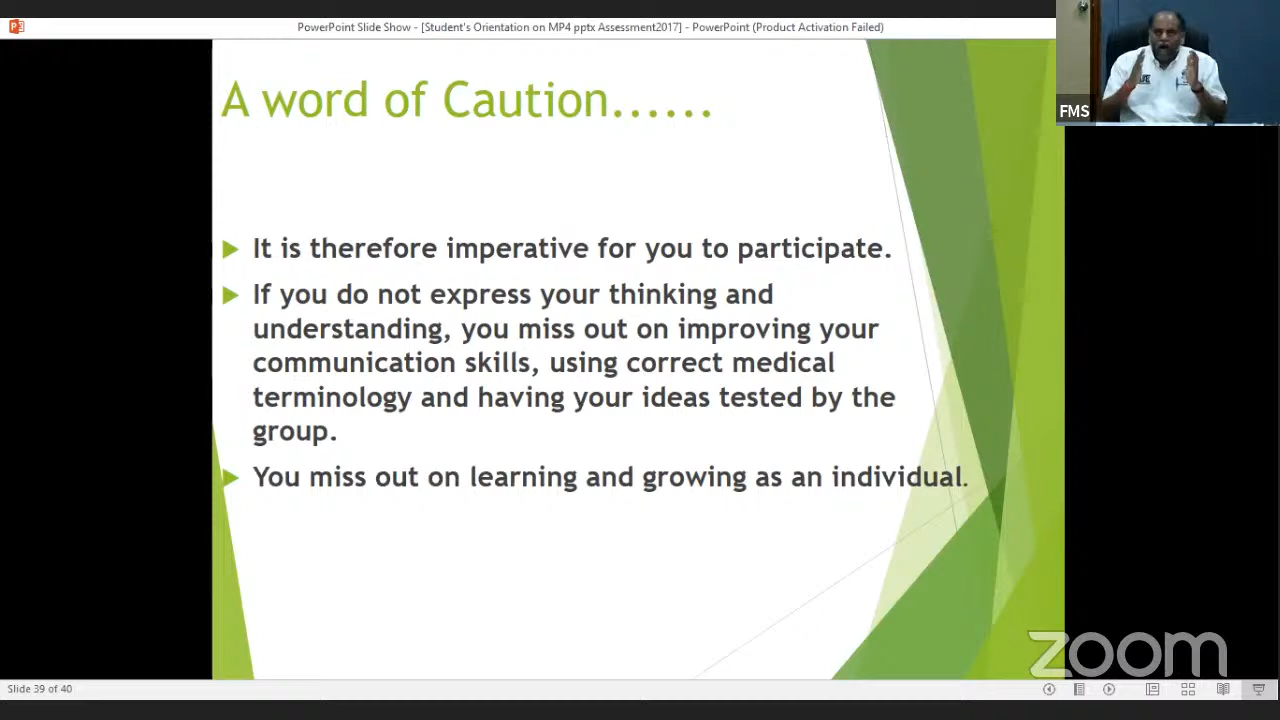 PowerPoint Slide Show - [Student's Orientation on MP4 pptx Assessment2017] - PowerPoint (Product Activation Failed)
FMS
A word of Caution......
It is therefore imperative for you to participate.
If you do not express your thinking and
understanding, you miss out on improving your
communication skills, using correct medical
terminology and having your ideas tested by the
group.
You miss out on learning and growing as an individual.
zoom
Slide 39 of 40